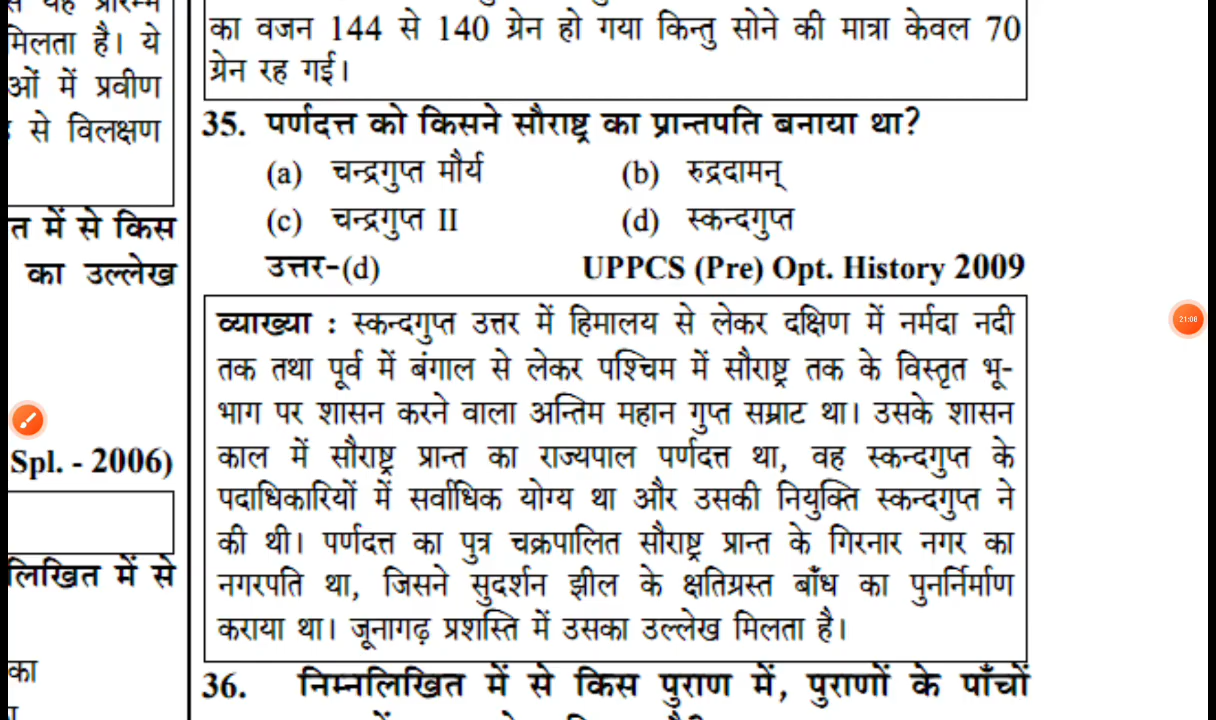 मिलता है। ये
ओं में प्रवीण
से विलक्षण
त में से किस
का उल्लेख
Spl. - 2006)
लिखित में से
का
का वजन 144 से 140 ग्रेन हो गया किन्तु सोने की मात्रा केवल 70
ग्रेन रह गई।
35. पर्णदत्त को किसने सौराष्ट्र का प्रान्तपति बनाया था?
(a) चन्द्रगुप्त मौर्य (b) रुद्रदामन्
(c) चन्द्रगुप्त II (d) स्कन्दगुप्त
उत्तर-(d) UPPCS (Pre) Opt. History 2009
व्याख्या : स्कन्दगुप्त उत्तर में हिमालय से लेकर दक्षिण में नर्मदा नदी
तक तथा पूर्व में बंगाल से लेकर पश्चिम में सौराष्ट्र तक के विस्तृत भू-
भाग पर शासन करने वाला अन्तिम महान गुप्त सम्राट था। उसके शासन
काल में सौराष्ट्र प्रान्त का राज्यपाल पर्णदत्त था, वह स्कन्दगुप्त के
पदाधिकारियों में सर्वाधिक योग्य था और उसकी नियुक्ति स्कन्दगुप्त ने
की थी। पर्णदत्त का पुत्र चक्रपालित सौराष्ट्र प्रान्त के गिरनार नगर का
नगरपति था, जिसने सुदर्शन झील के क्षतिग्रस्त बाँध का पुनर्निर्माण
कराया था। जूनागढ़ प्रशस्ति में उसका उल्लेख मिलता है।
36. निम्नलिखित में से किस पुराण में, पुराणों के पाँचों
21:06